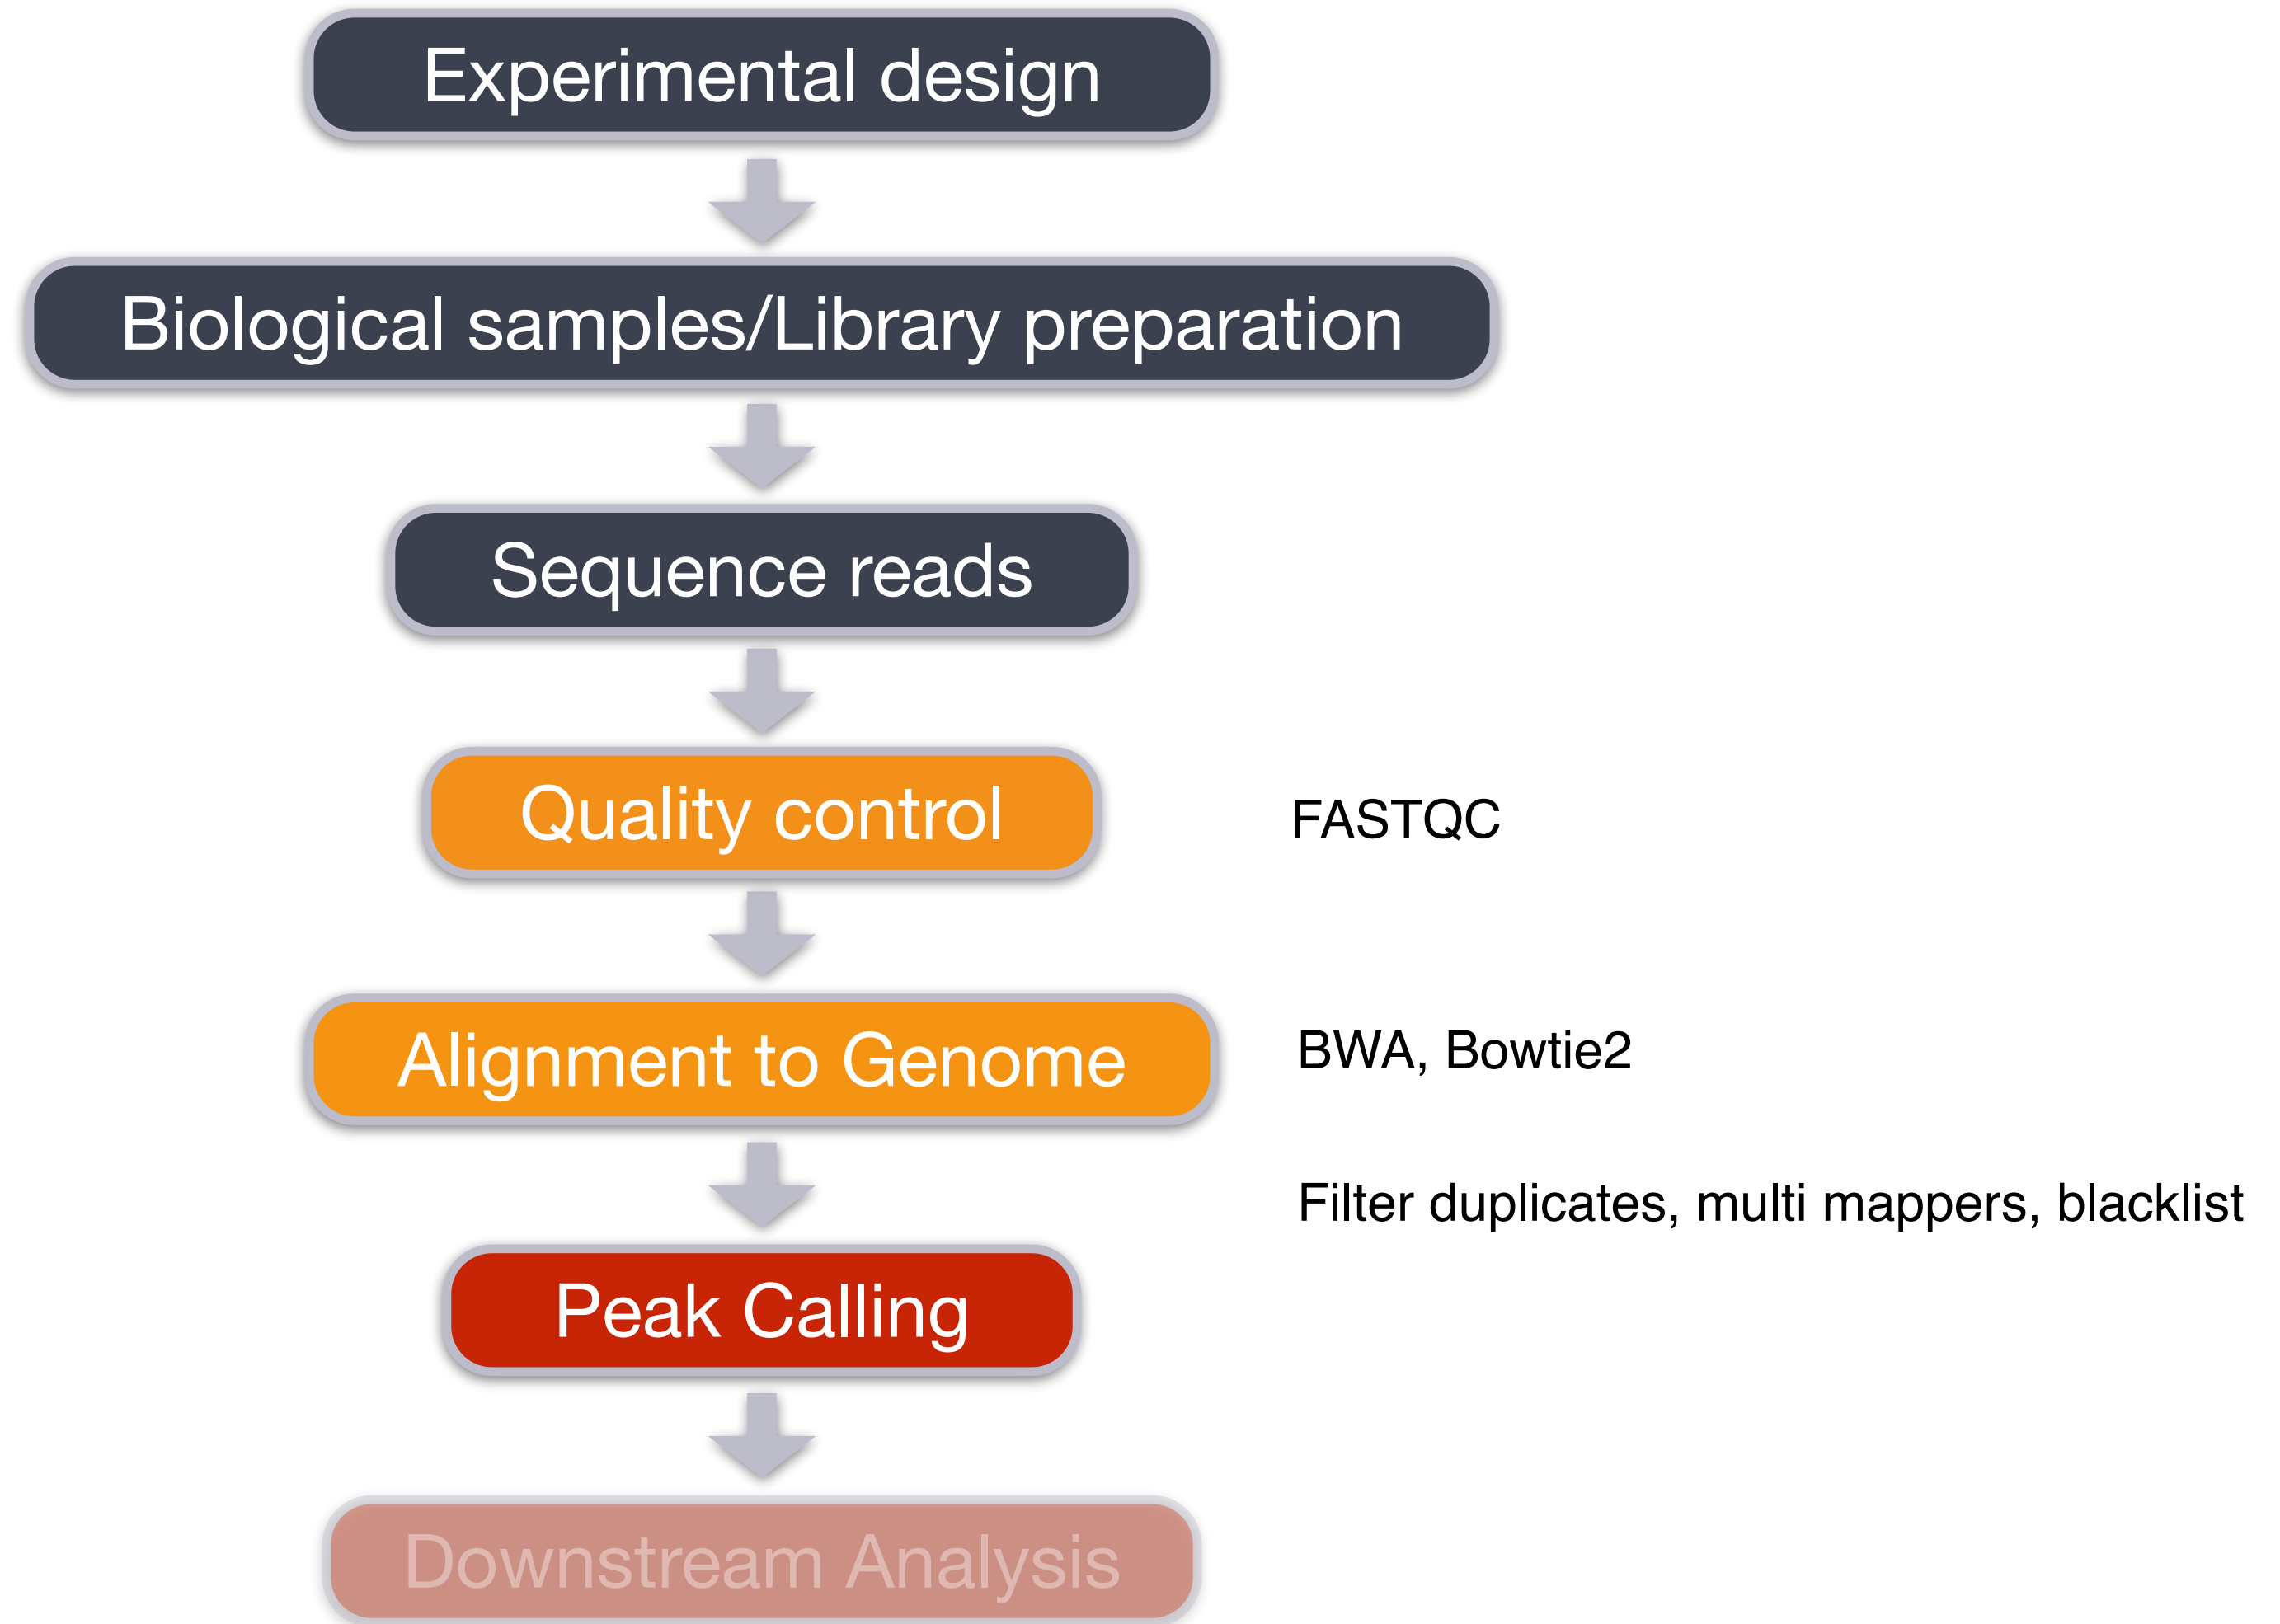 Experimental design
Biological samples/Library preparation
Sequence reads
Quality control
FASTQC
Alignment to Genome
BWA, Bowtie2
Filter duplicates, multi mappers, blacklist
Peak Calling
Downstream Analysis